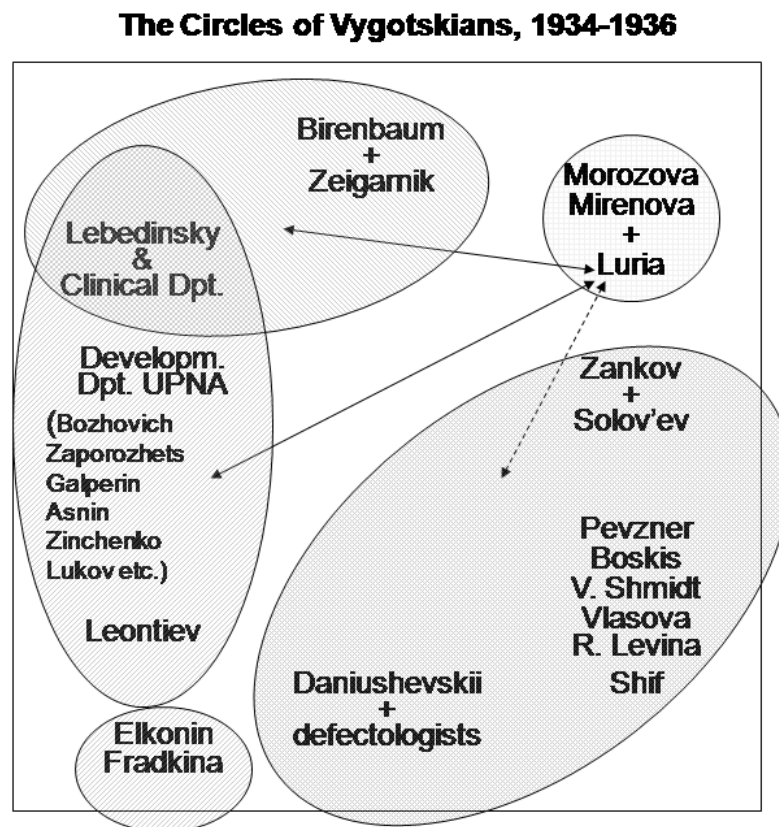 The Circles of Vygotskians, 1934-1936
Birenbaum
+
Zeigarnik
Morozova
Mirenova
+
Luria
Lebedinsky
&
Clinical Dpt.
Developm.
Dpt. UPNA
(Bozhovich
Zaporozhets
Galperin
Asnin
Zinchenko
Lukov etc.)
Leontiev
Zankov
+
Solov'ev
Pevzner
Boskis
V. Shmidt
Vlasova
R. Levina
Shif
Daniushevskii
+
defectologists
Elkonin
Fradkina